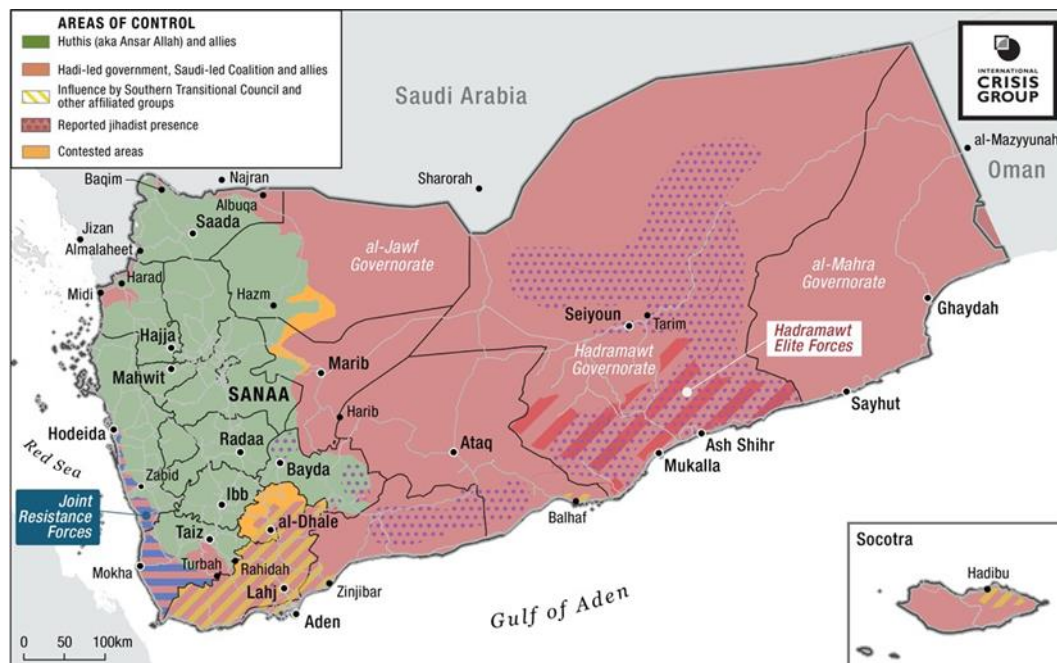 AREAS OF CONTROL
Huthis (aka Ansar Allah) and allies
Hadi-led government, Saudi-led Coalition and allies
Influence by Southern Transitional Council and
other affiliated groups
Reported jihadist presence
Contested areas
INTERNATIONAL
CRISIS
GROUP
Saudi Arabia
al-Mazyyunah
Oman
Baqim
Najran
Sharorah
Albuqa
Saada
Jizan
Almalaheet
al-Jawf
Governorate
al-Mahra
Governorate
Harad
Midi
Hazm
Ghaydah
Seiyoun
Tarim
Hajja
Hadramawt
Governorate
Hadramawt
Elite Forces
Mahwit
Marib
SANAA
Sayhut
Harib
Hodeida
Red Sea
Radaa
Ataq
Ash Shihr
Bayda
Mukalla
Zabid
Ibb
Balhaf
Joint
Resistance
Forces
al-Dhale
Taiz
Socotra
Turbah
Rahidah
Hadibu
Mokha
Lahj
Zinjibar
Gulf of Aden
Aden
0 50 100km